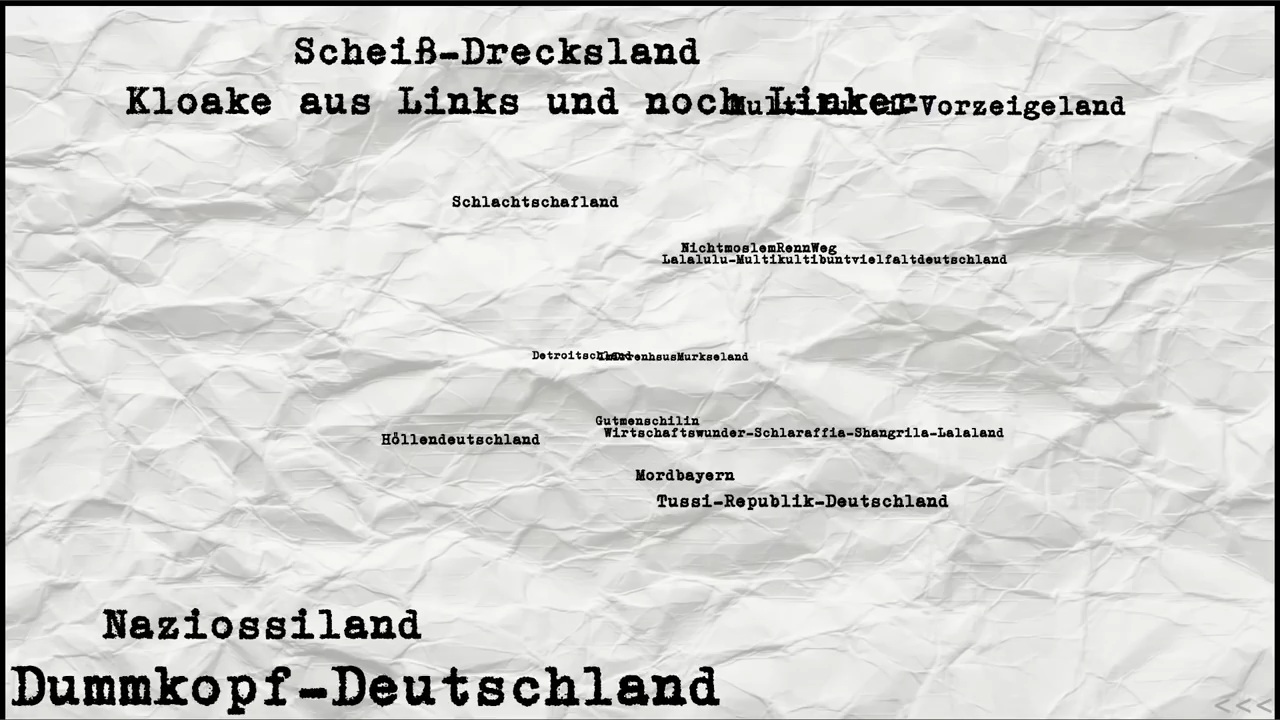 Scheiß-Drecksland
Kloake aus Links und noch Linker
Vorzeigeland
Schlachtschafland
NichtmoslemRennWeg
Lalalulu-Multikultibuntvielfaltdeutschland
Gutmenschilin
Wirtschaftswunder-Schlaraffia-Shangrila-Lalaland
Höllendeutschland
Mordbayern
Tussi-Republik-Deutschland
Naziossiland
Dummkopf-Deutschland
<<<